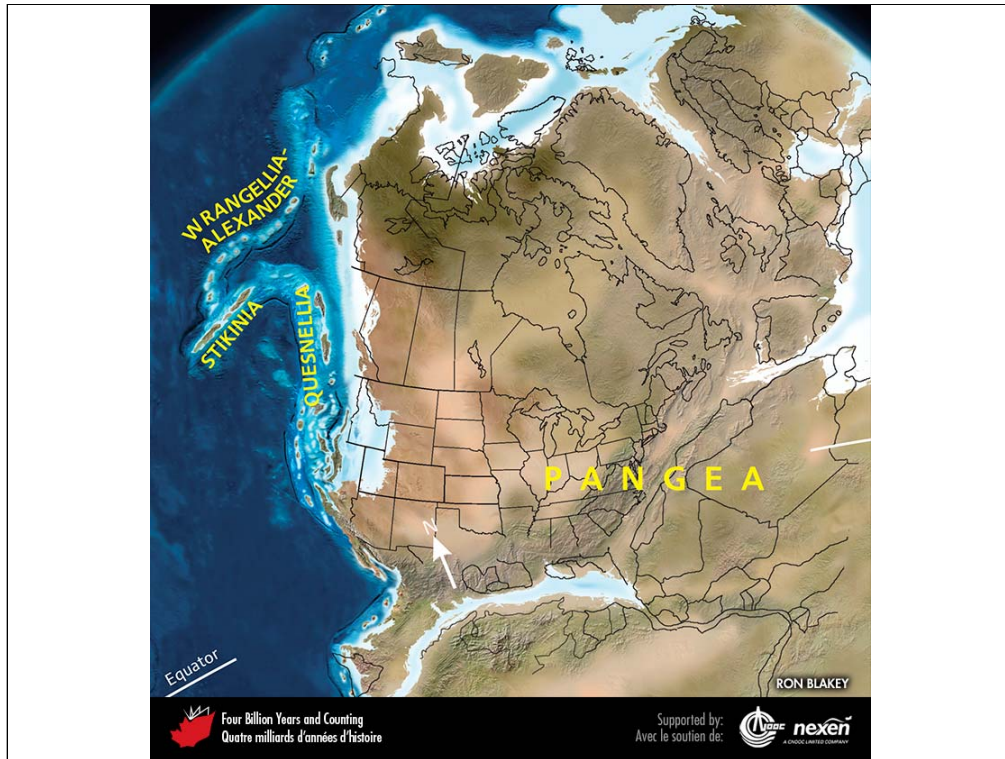 WRANGELLIA-
ALEXANDER
STIKINIA
QUESNELLIA
PANGEA
N
Equator
RON BLAKEY
Four Billion Years and Counting
Quatre milliards d'années d'histoire
Supported by:
Avec le soutien de:
nexen
A CNOOC LIMITED COMPANY